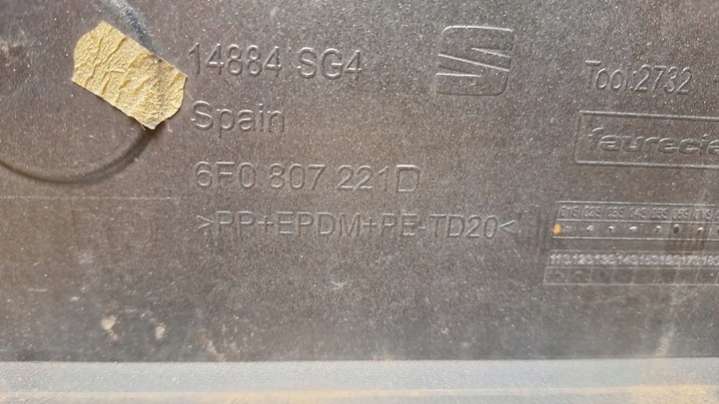 14884 SG4
Tool:2732
Spain
faurecia
6F0 807 221D
>PP+EPDM+PE-TD20<